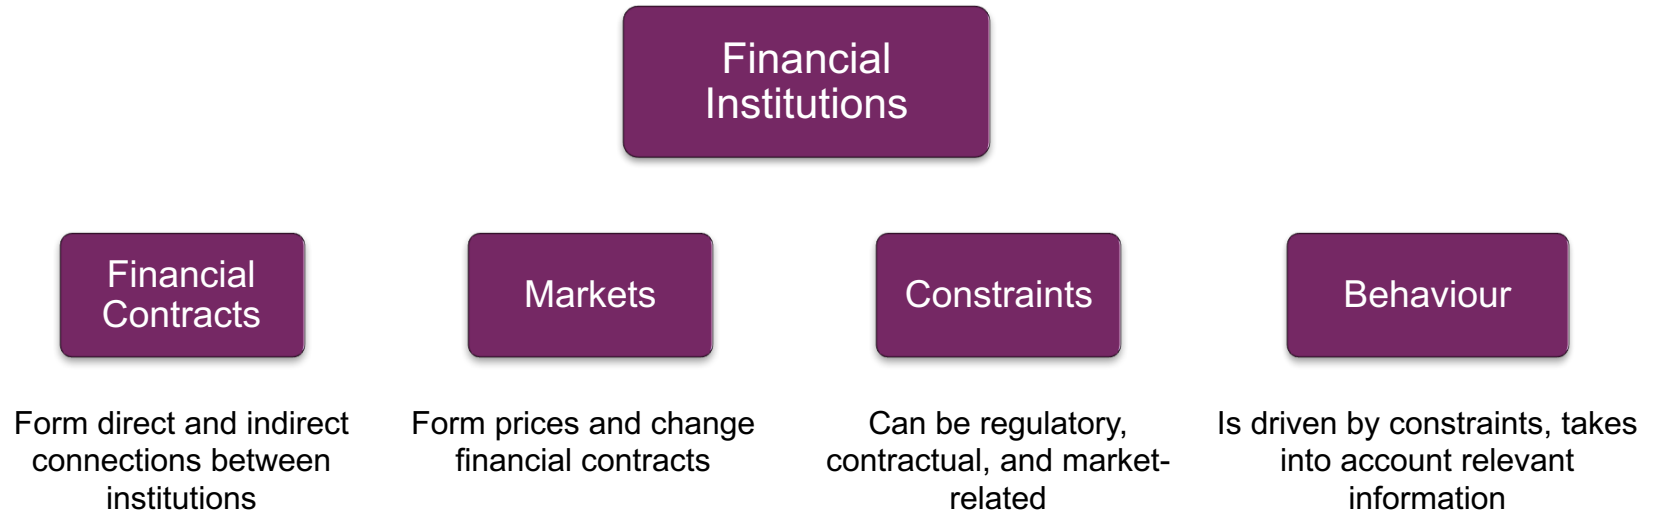 Financial
Institutions
Financial
Contracts
Markets
Constraints
Behaviour
Form direct and indirect
connections between
institutions
Form prices and change
financial contracts
Can be regulatory,
contractual, and market-
related
Is driven by constraints, takes
into account relevant
information